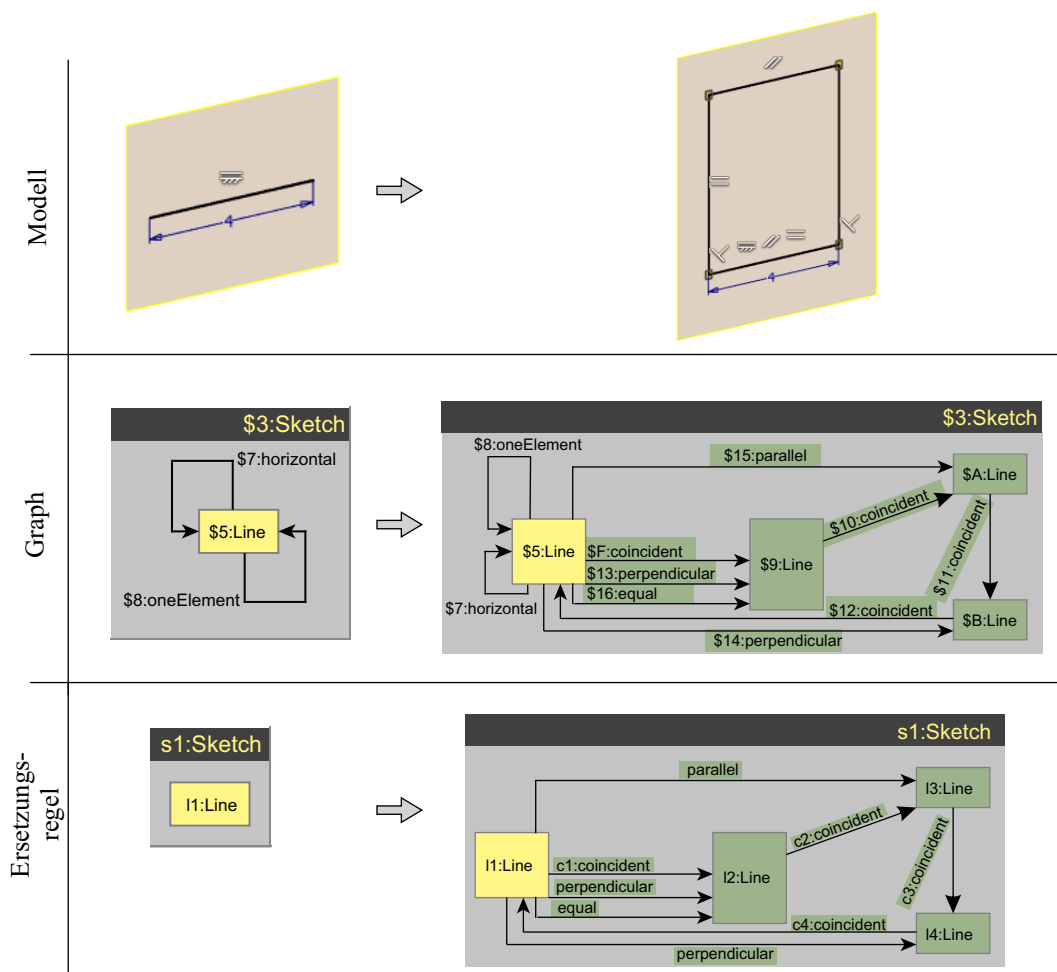 Modell
4
4
Graph
$3:Sketch
$7:horizontal
$5:Line
$8:oneElement
$3:Sketch
$8:oneElement
$15:parallel
$A:Line
$10:coincident
$5:Line
$F:coincident
$9:Line
$13:perpendicular
$11:coincident
$16:equal
$7:horizontal
$12:coincident
$B:Line
$14:perpendicular
Ersetzungs-
regel
s1:Sketch
l1:Line
s1:Sketch
parallel
l3:Line
c2:coincident
l1:Line
c1:coincident
l2:Line
perpendicular
c3:coincident
equal
c4:coincident
l4:Line
perpendicular